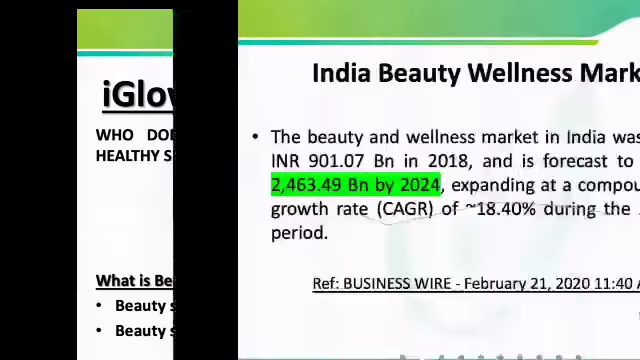 iGlow
WHO DOE
HEALTHY S
What is Be
• Beauty s
• Beauty s
India Beauty Wellness Mark
• The beauty and wellness market in India was
INR 901.07 Bn in 2018, and is forecast to
2,463.49 Bn by 2024, expanding at a compou
growth rate (CAGR) of ~18.40% during the
period.
Ref: BUSINESS WIRE - February 21, 2020 11:40 A